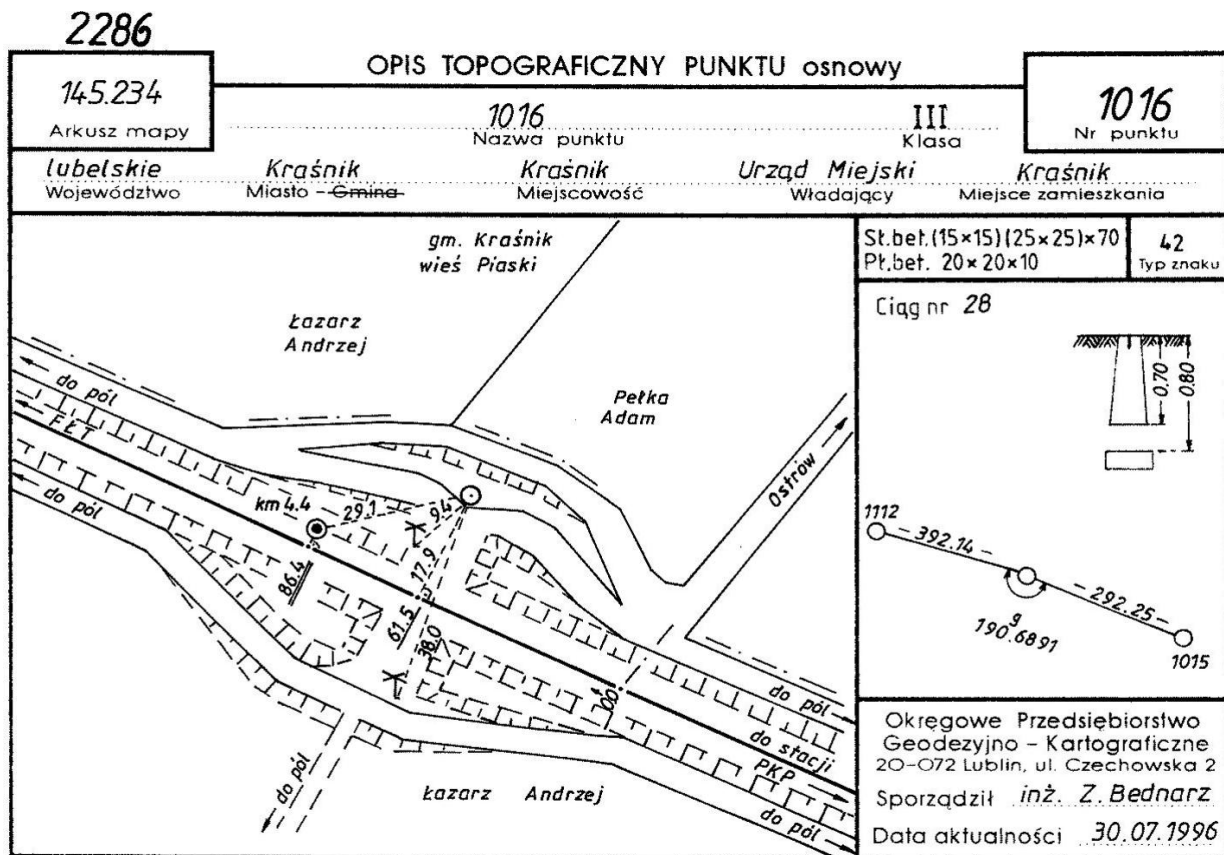 2286
145.234
Arkusz mapy
OPIS TOPOGRAFICZNY PUNKTU osnowy
1016
Nazwa punktu
III
Klasa
1016
Nr punktu
lubelskie
Województwo
Kraśnik
Miasto - Gmina
Kraśnik
Miejscowość
Urząd Miejski
Władający
Kraśnik
Miejsce zamieszkania
gm. Kraśnik
wieś Piaski
Łazarz
Andrzej
Pełka
Adam
do pól
FŁT
do pól
km 4.4
29.1
9.4
17.9
86.4
61.5
38.0
0.0
Ostrów
do pól
do stacji
PKP
do pól
do pól
Łazarz Andrzej
St.bet.(15×15)(25×25)×70
Pt.bet. 20×20×10
42
Typ znaku
Ciąg nr 28
0.70
0.80
1112
392.14
292.25
g
190.6891
1015
Okręgowe Przedsiębiorstwo
Geodezyjno - Kartograficzne
20-072 Lublin, ul. Czechowska 2
Sporządził inż. Z. Bednarz
Data aktualności 30.07.1996